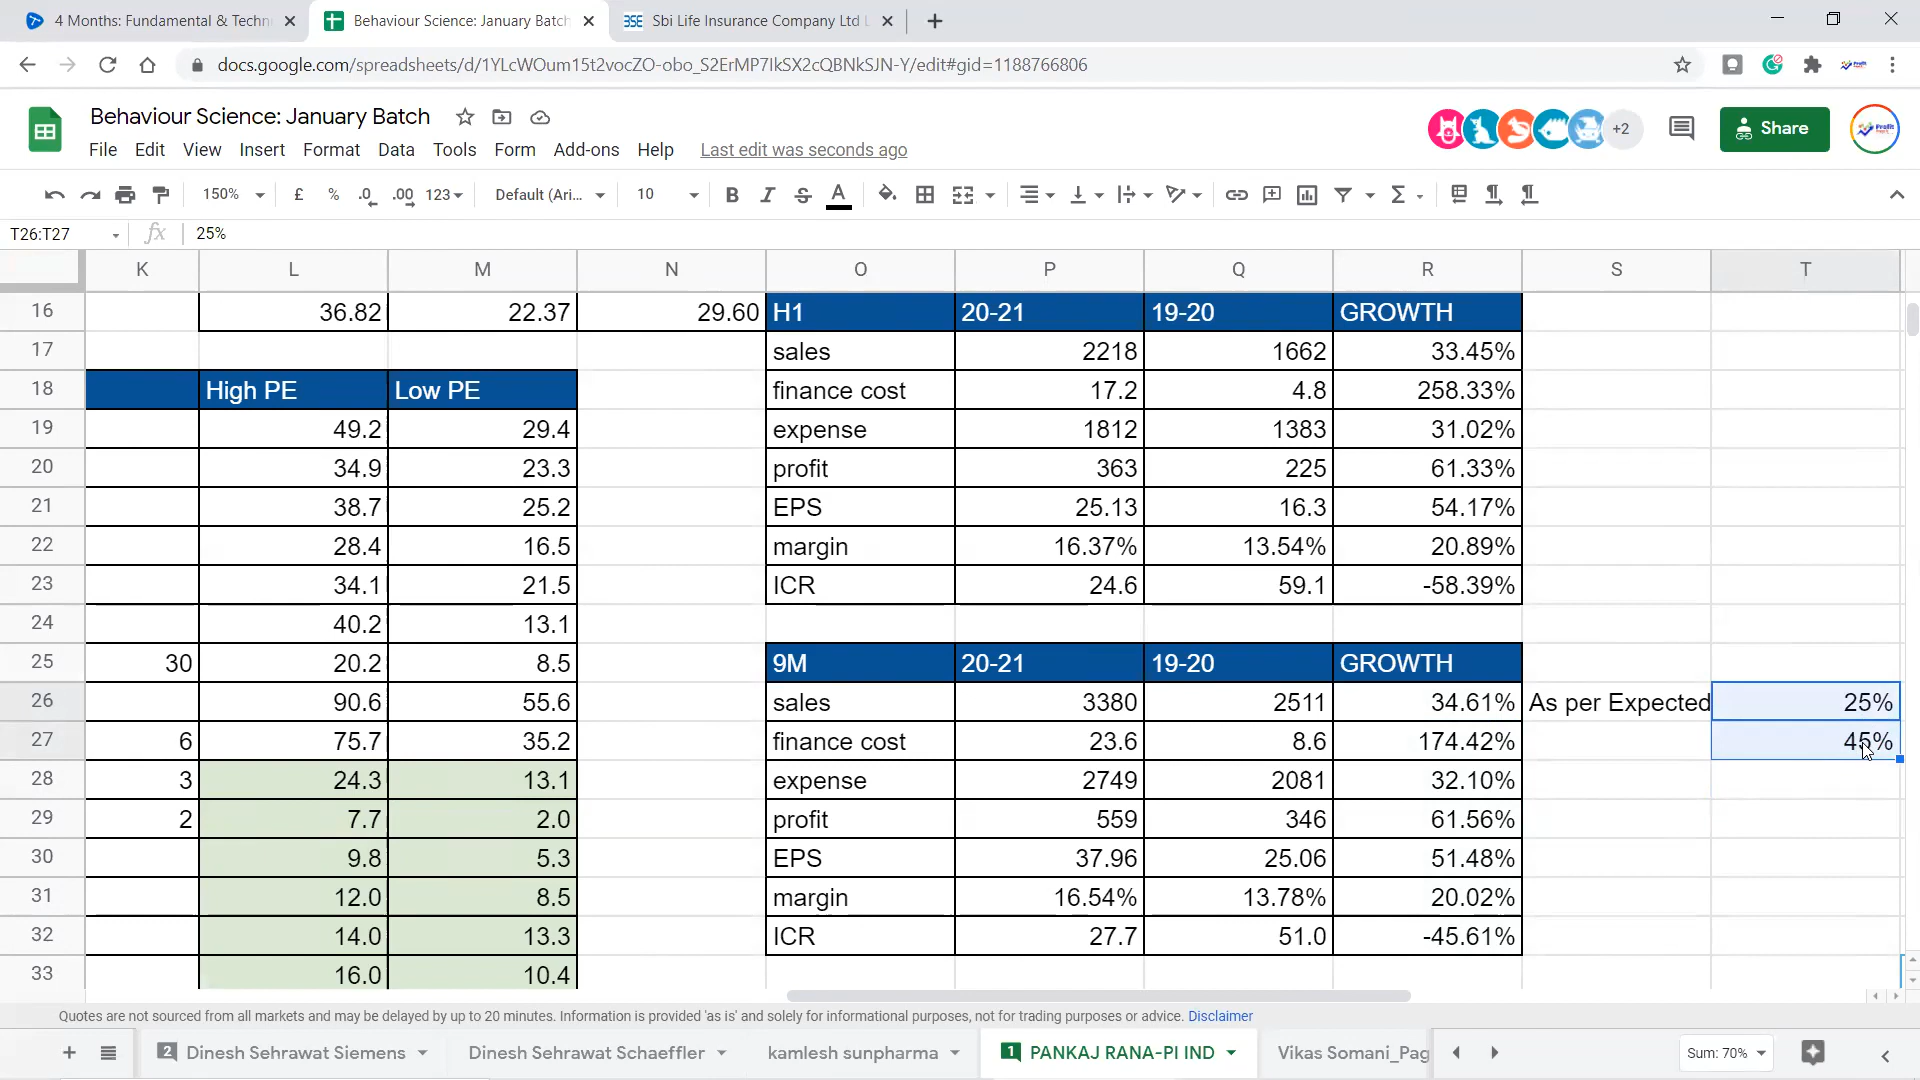 4 Months: Fundamental & Techn
Behaviour Science: January Batch
BSE Sbi Life Insurance Company Ltd L
docs.google.com/spreadsheets/d/1YLcWOum15t2vocZO-obo_S2ErMP7IkSX2cQBNkSJN-Y/edit#gid=1188766806
Behaviour Science: January Batch
+2
Share
File Edit View Insert Format Data Tools Form Add-ons Help Last edit was seconds ago
150% £ % .0 .00 123 Default (Ari... 10 B I S A
T26:T27 fx 25%
K L M N O P Q R S T
16 36.82 22.37 29.60 H1 20-21 19-20 GROWTH
17 sales 2218 1662 33.45%
18 High PE Low PE finance cost 17.2 4.8 258.33%
19 49.2 29.4 expense 1812 1383 31.02%
20 34.9 23.3 profit 363 225 61.33%
21 38.7 25.2 EPS 25.13 16.3 54.17%
22 28.4 16.5 margin 16.37% 13.54% 20.89%
23 34.1 21.5 ICR 24.6 59.1 -58.39%
24 40.2 13.1
25 30 20.2 8.5 9M 20-21 19-20 GROWTH
26 90.6 55.6 sales 3380 2511 34.61% As per Expected 25%
27 6 75.7 35.2 finance cost 23.6 8.6 174.42% 45%
28 3 24.3 13.1 expense 2749 2081 32.10%
29 2 7.7 2.0 profit 559 346 61.56%
30 9.8 5.3 EPS 37.96 25.06 51.48%
31 12.0 8.5 margin 16.54% 13.78% 20.02%
32 14.0 13.3 ICR 27.7 51.0 -45.61%
33 16.0 10.4
Quotes are not sourced from all markets and may be delayed by up to 20 minutes. Information is provided 'as is' and solely for informational purposes, not for trading purposes or advice. Disclaimer
2 Dinesh Sehrawat Siemens Dinesh Sehrawat Schaeffler kamlesh sunpharma 1 PANKAJ RANA-PI IND Vikas Somani_Pag Sum: 70%